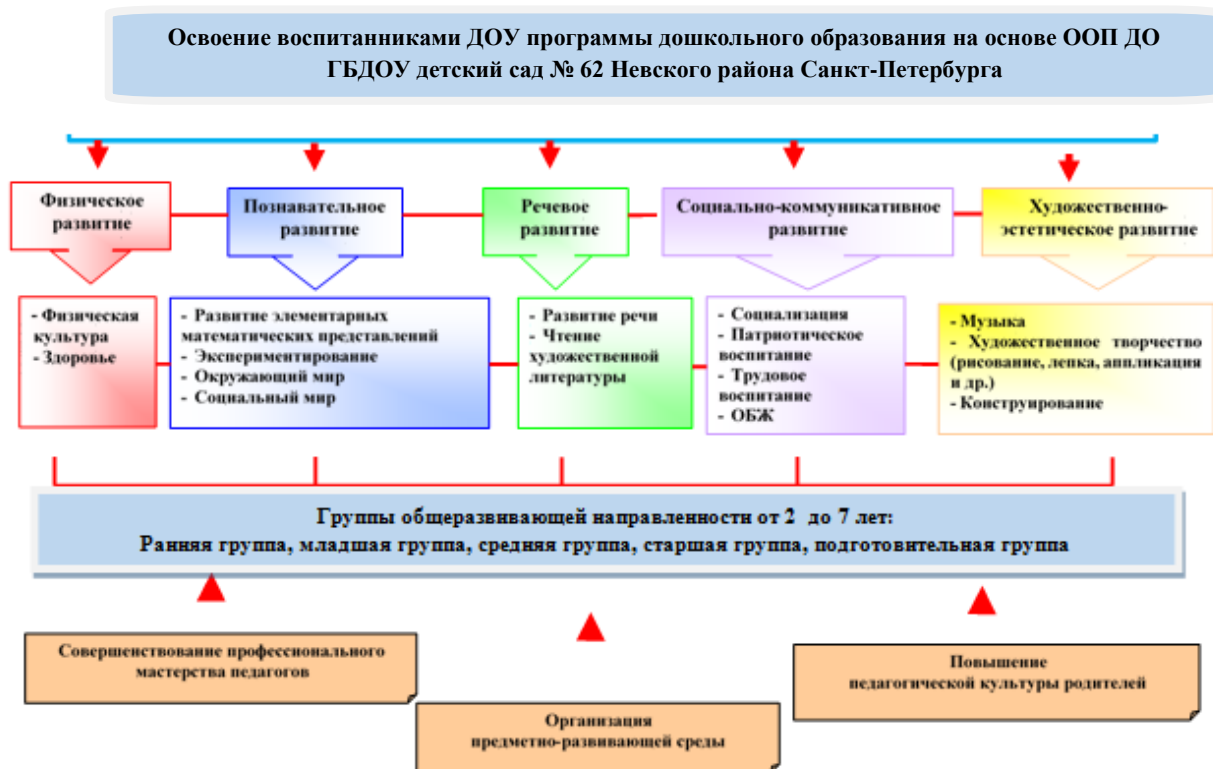 Освоение воспитанниками ДОУ программы дошкольного образования на основе ООП ДО
ГБДОУ детский сад № 62 Невского района Санкт-Петербурга
Физическое
развитие
Познавательное
развитие
Речевое
развитие
Социально-коммуникативное
развитие
Художественно-
эстетическое развитие
- Физическая
культура
- Здоровье
- Развитие элементарных
математических представлений
- Экспериментирование
- Окружающий мир
- Социальный мир
- Развитие речи
- Чтение
художественной
литературы
- Социализация
- Патриотическое
воспитание
- Трудовое
воспитание
- ОБЖ
- Музыка
- Художественное творчество
(рисование, лепка, аппликация
и др.)
- Конструирование
Группы общеразвивающей направленности от 2 до 7 лет:
Ранняя группа, младшая группа, средняя группа, старшая группа, подготовительная группа
Совершенствование профессионального
мастерства педагогов
Организация
предметно-развивающей среды
Повышение
педагогической культуры родителей